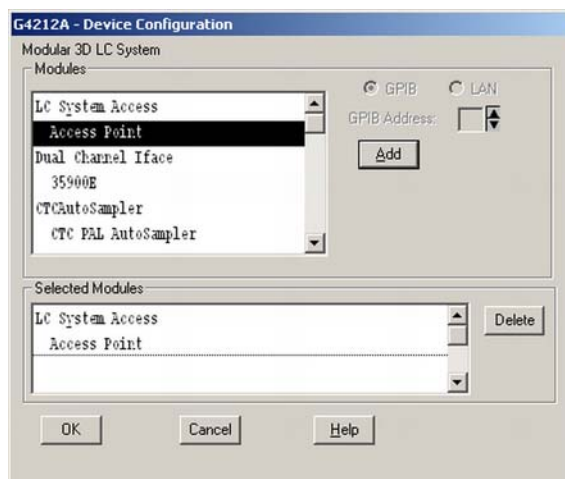 G4212A - Device Configuration
Modular 3D LC System
Modules
LC System Access
Access Point
Dual Channel Iface
35900E
CTCAutoSampler
CTC PAL AutoSampler
GPIB LAN
GPIB Address:
Add
Selected Modules
LC System Access
Access Point
Delete
OK Cancel Help